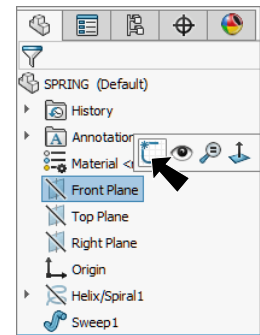 SPRING (Default)
History
Annotation
Material <
Front Plane
Top Plane
Right Plane
Origin
Helix/Spiral1
Sweep1